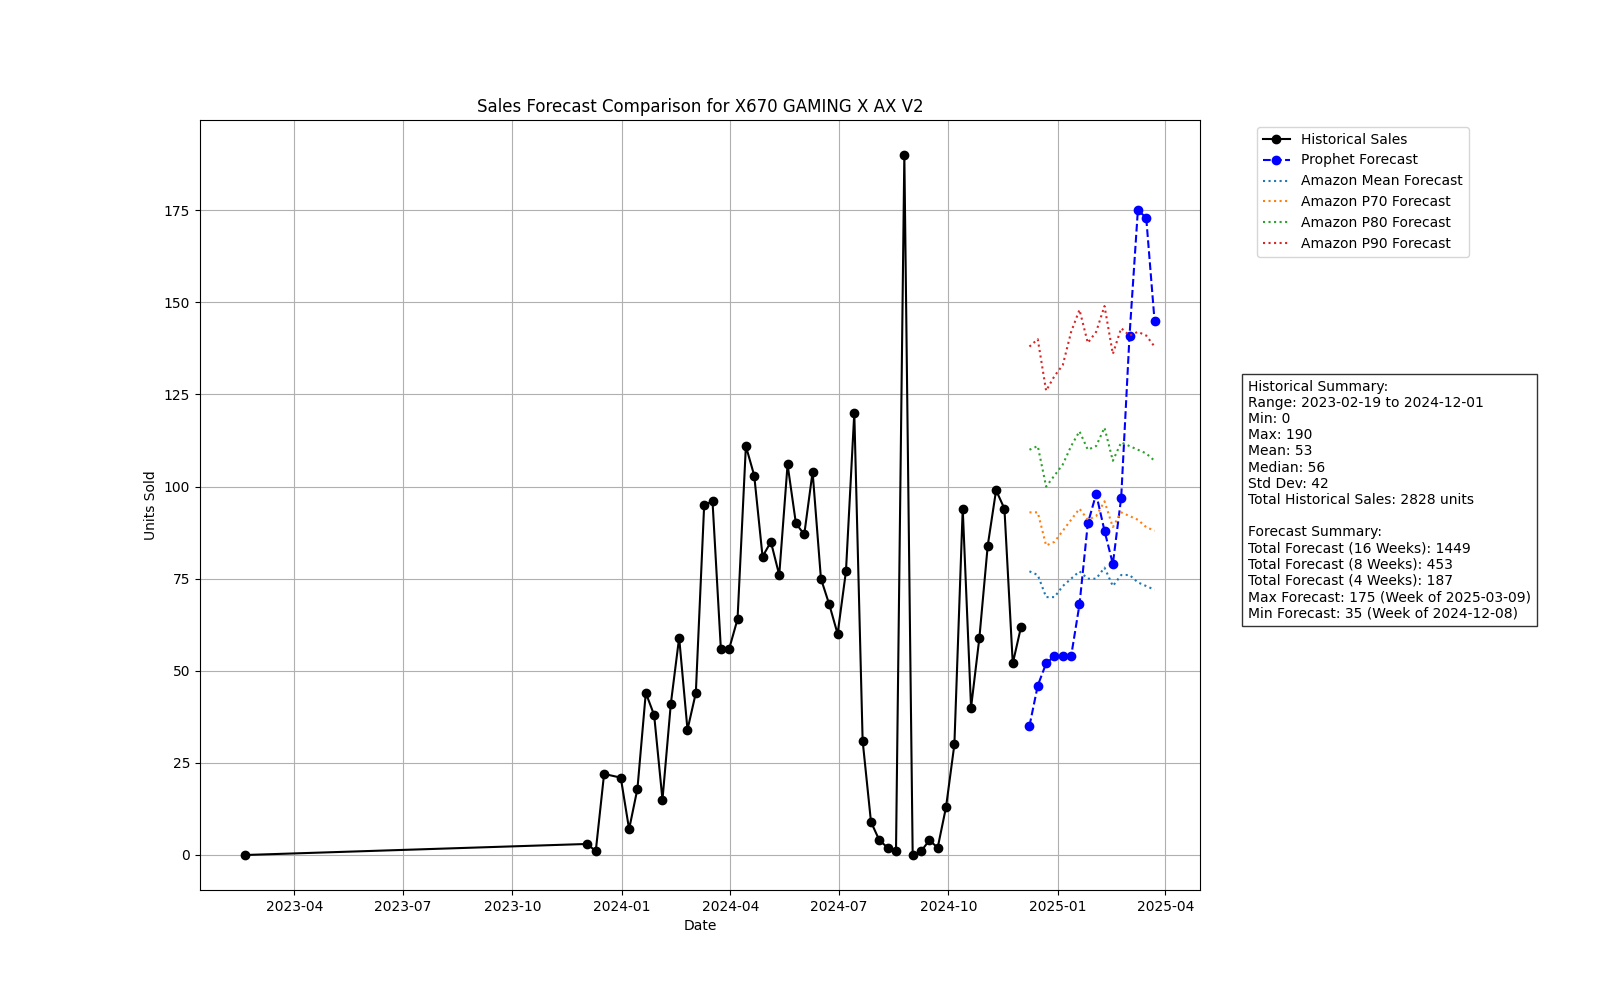 Sales Forecast Comparison for X670 GAMING X AX V2
Historical Sales
Prophet Forecast
Amazon Mean Forecast
Amazon P70 Forecast
Amazon P80 Forecast
Amazon P90 Forecast
175
150
125
100
75
50
25
0
Units Sold
2023-04 2023-07 2023-10 2024-01 2024-04 2024-07 2024-10 2025-01 2025-04
Date
Historical Summary:
Range: 2023-02-19 to 2024-12-01
Min: 0
Max: 190
Mean: 53
Median: 56
Std Dev: 42
Total Historical Sales: 2828 units
Forecast Summary:
Total Forecast (16 Weeks): 1449
Total Forecast (8 Weeks): 453
Total Forecast (4 Weeks): 187
Max Forecast: 175 (Week of 2025-03-09)
Min Forecast: 35 (Week of 2024-12-08)